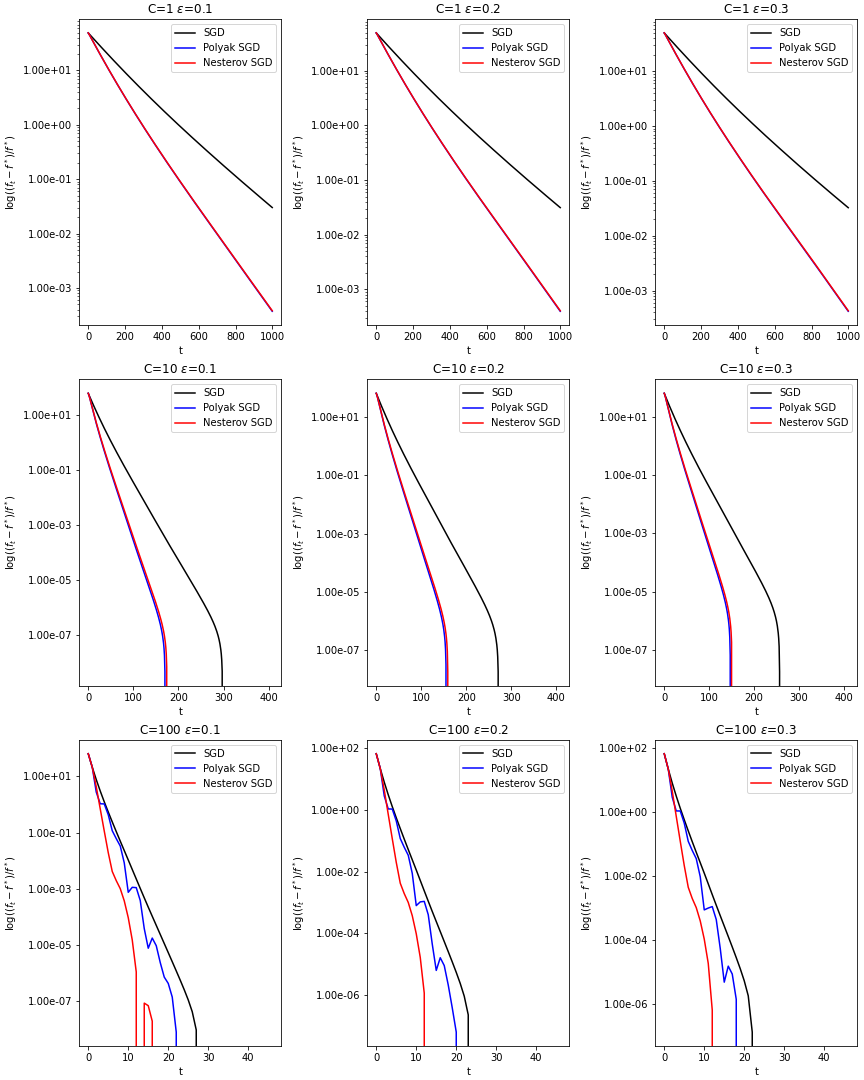 C=1 ε=0.1
C=1 ε=0.2
C=1 ε=0.3
SGD
Polyak SGD
Nesterov SGD
SGD
Polyak SGD
Nesterov SGD
SGD
Polyak SGD
Nesterov SGD
log((f_t − f*)/f*)
1.00e+01
1.00e+00
1.00e-01
1.00e-02
1.00e-03
0 200 400 600 800 1000
t
log((f_t − f*)/f*)
1.00e+01
1.00e+00
1.00e-01
1.00e-02
1.00e-03
0 200 400 600 800 1000
t
log((f_t − f*)/f*)
1.00e+01
1.00e+00
1.00e-01
1.00e-02
1.00e-03
0 200 400 600 800 1000
t
C=10 ε=0.1
C=10 ε=0.2
C=10 ε=0.3
SGD
Polyak SGD
Nesterov SGD
SGD
Polyak SGD
Nesterov SGD
SGD
Polyak SGD
Nesterov SGD
log((f_t − f*)/f*)
1.00e+01
1.00e-01
1.00e-03
1.00e-05
1.00e-07
0 100 200 300 400
t
log((f_t − f*)/f*)
1.00e+01
1.00e-01
1.00e-03
1.00e-05
1.00e-07
0 100 200 300 400
t
log((f_t − f*)/f*)
1.00e+01
1.00e-01
1.00e-03
1.00e-05
1.00e-07
0 100 200 300 400
t
C=100 ε=0.1
C=100 ε=0.2
C=100 ε=0.3
SGD
Polyak SGD
Nesterov SGD
SGD
Polyak SGD
Nesterov SGD
SGD
Polyak SGD
Nesterov SGD
log((f_t − f*)/f*)
1.00e+01
1.00e-01
1.00e-03
1.00e-05
1.00e-07
0 10 20 30 40
t
log((f_t − f*)/f*)
1.00e+02
1.00e+00
1.00e-02
1.00e-04
1.00e-06
0 10 20 30 40
t
log((f_t − f*)/f*)
1.00e+02
1.00e+00
1.00e-02
1.00e-04
1.00e-06
0 10 20 30 40
t